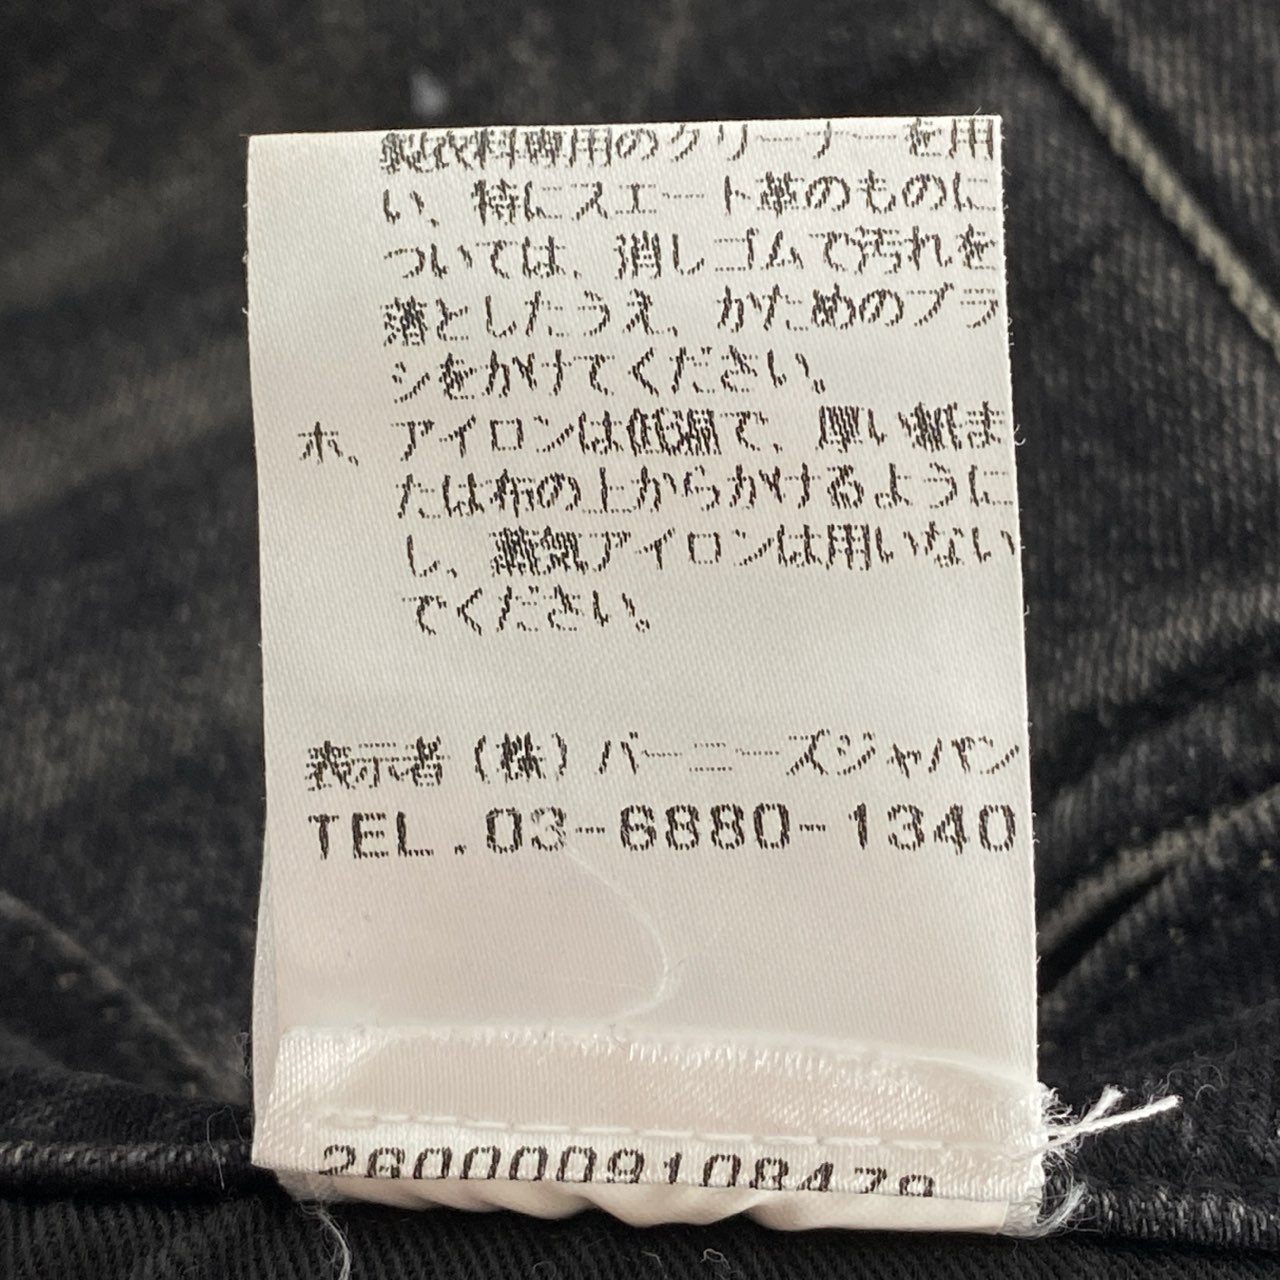 製衣料専用のクリーナーを用
い、特にスエード革のものに
ついては、消しゴムで汚れを
落としたうえ、かためのブラ
シをかけてください。
ホ、アイロンは低温で、厚い紙ま
たは布の上からかけるように
し、蒸気アイロンは用いない
でください。
表示者（株）バーニーズジャパン
TEL.03-6880-1340
2600009108479